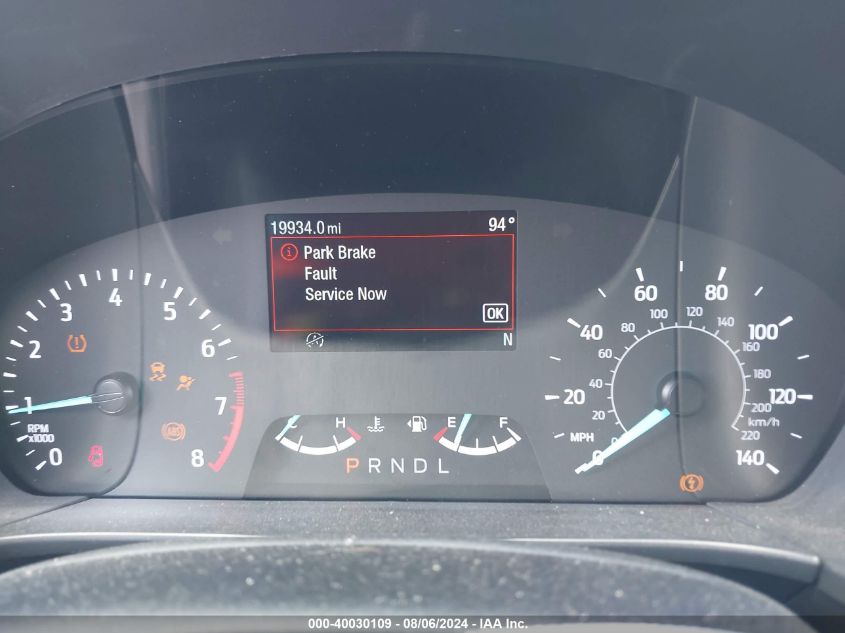 19934.0 mi 94°
Park Brake
Fault
Service Now
OK
N
0 1 2 3 4 5 6 7 8
RPM
x1000
ABS
C H E F
P R N D L
0 20 40 60 80 100 120 140
MPH
0 20 40 60 80 100 120 140 160 180 200 220
km/h
000-40030109 - 08/06/2024 - IAA Inc.